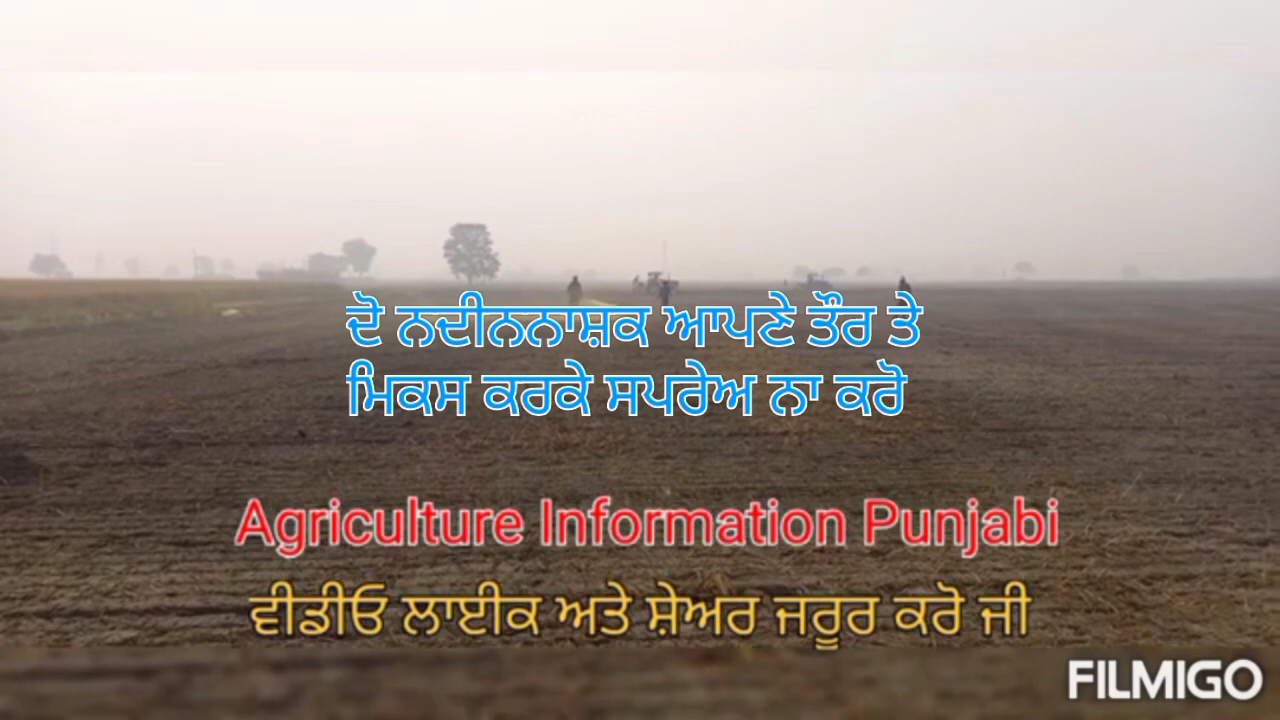 ਦੋ ਨਦੀਨਨਾਸ਼ਕ ਆਪਣੇ ਤੌਰ ਤੇ
ਮਿਕਸ ਕਰਕੇ ਸਪਰੇਅ ਨਾ ਕਰੋ
Agriculture Information Punjabi
ਵੀਡੀਓ ਲਾਈਕ ਅਤੇ ਸ਼ੇਅਰ ਜਰੂਰ ਕਰੋ ਜੀ
FILMIGO